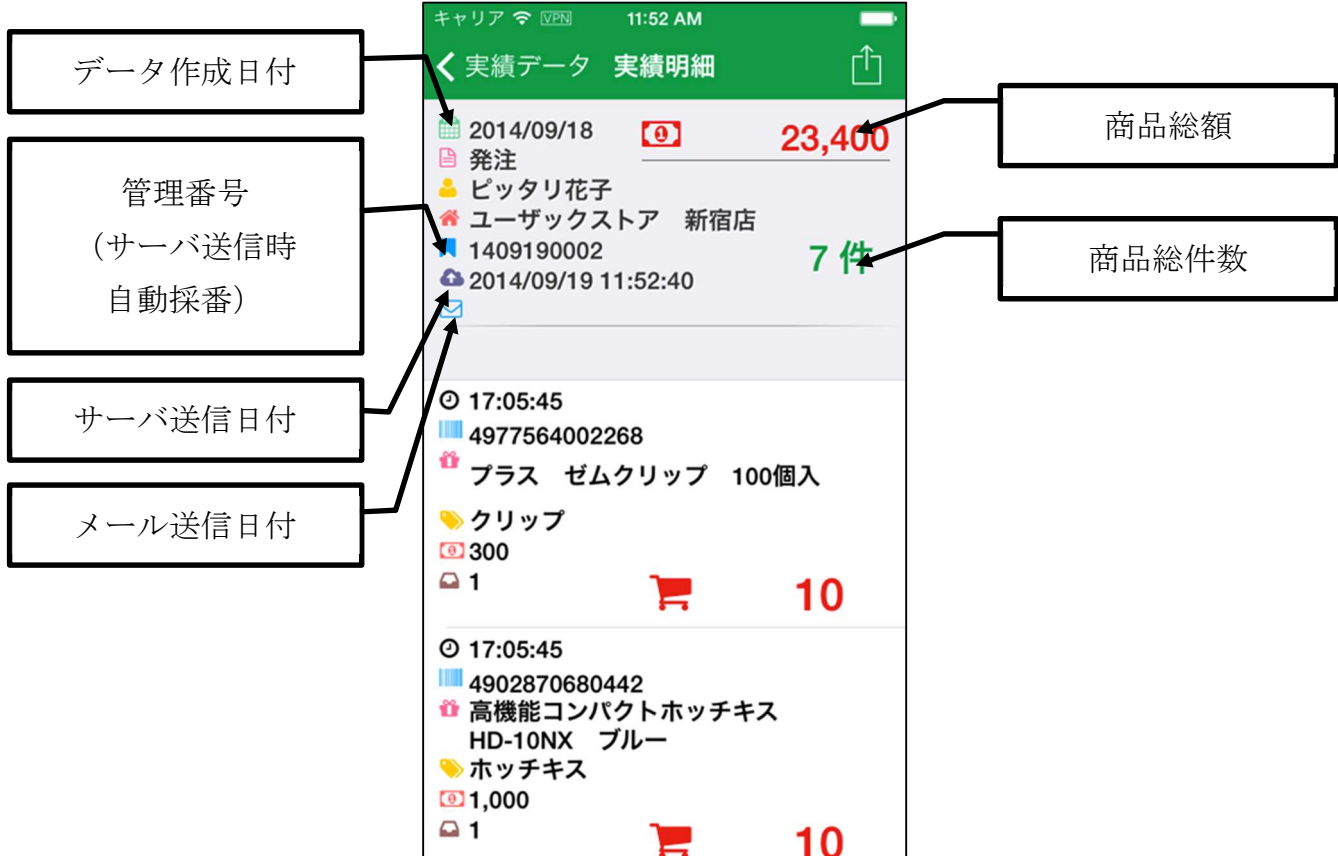 キャリア VPN 11:52 AM
実績データ 実績明細
データ作成日付
管理番号
(サーバ送信時
自動採番)
サーバ送信日付
メール送信日付
商品総額
商品総件数
2014/09/18
23,400
発注
ピッタリ花子
ユーザックストア 新宿店
1409190002
7 件
2014/09/19 11:52:40
17:05:45
4977564002268
プラス ゼムクリップ 100個入
クリップ
300
1
10
17:05:45
4902870680442
高機能コンパクトホッチキス
HD-10NX ブルー
ホッチキス
1,000
1
10